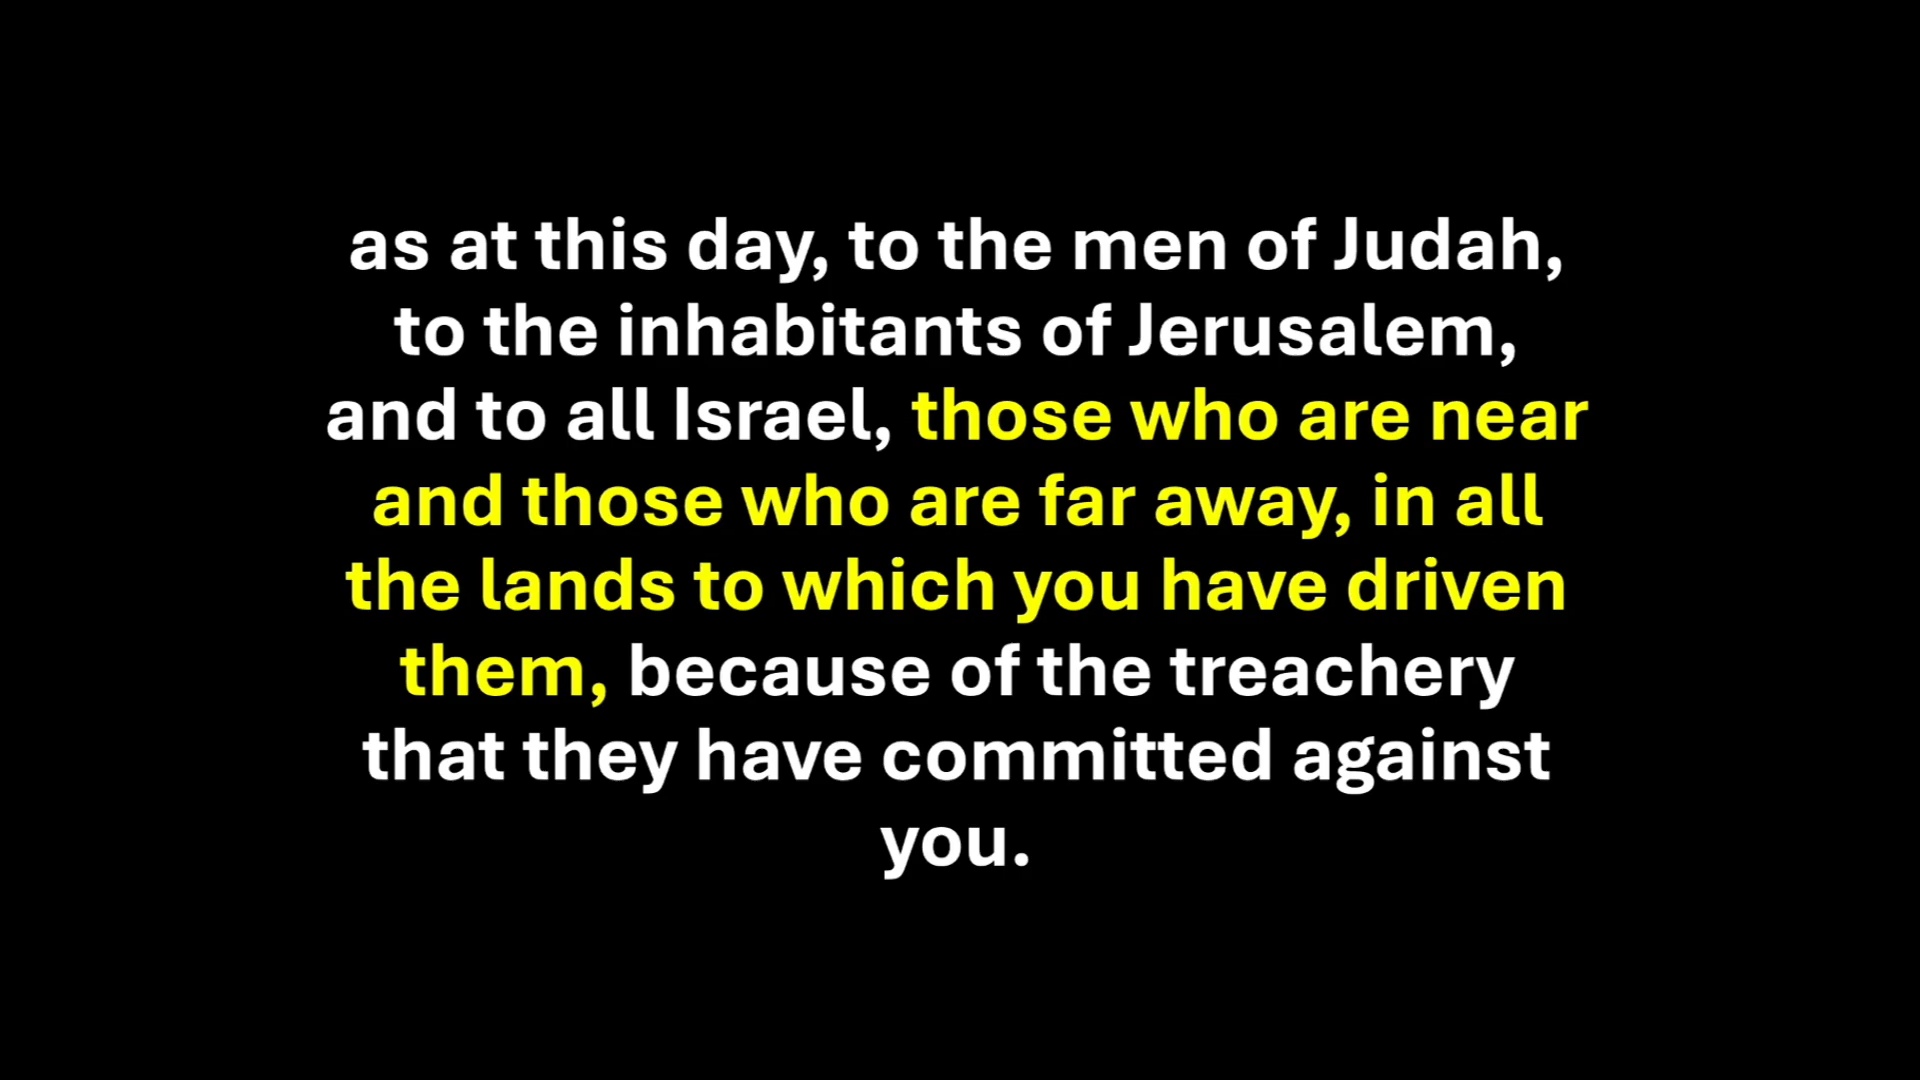 as at this day, to the men of Judah,
to the inhabitants of Jerusalem,
and to all Israel, those who are near
and those who are far away, in all
the lands to which you have driven
them, because of the treachery
that they have committed against
you.